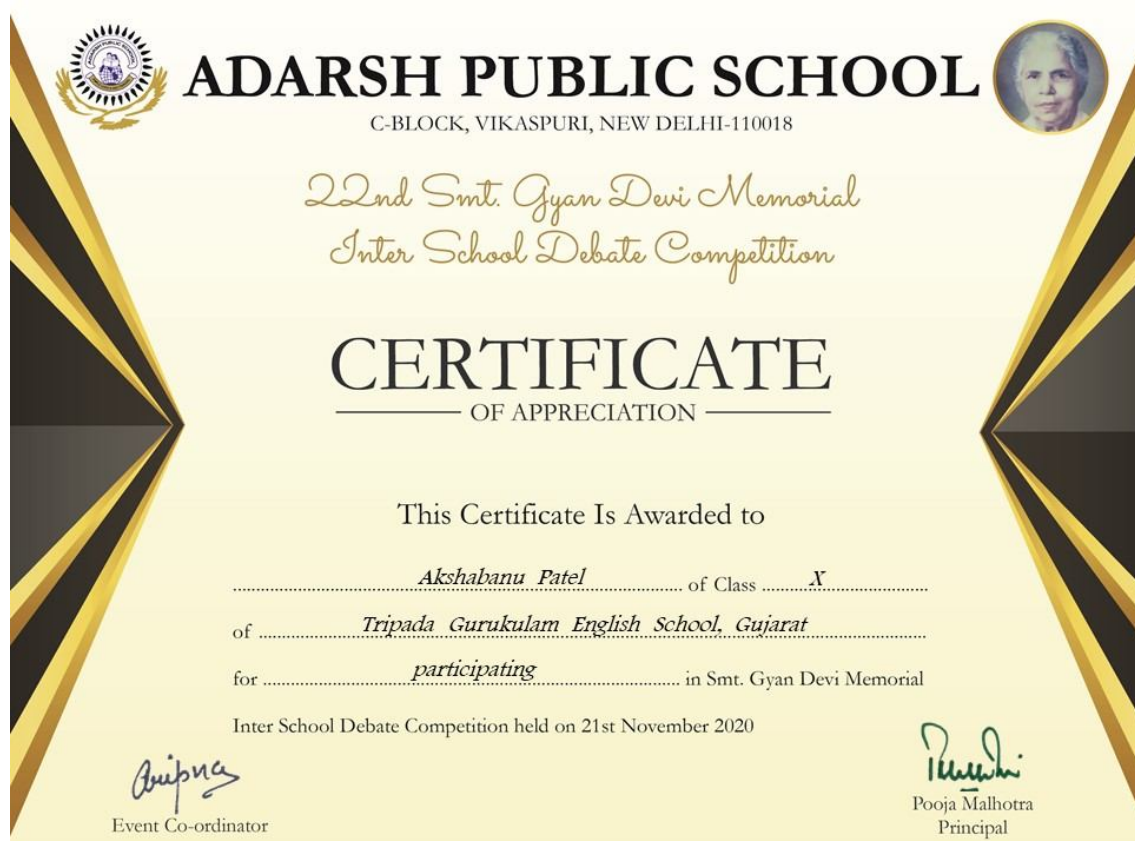 ADARSH PUBLIC SCHOOL
C-BLOCK, VIKASPURI, NEW DELHI-110018
22nd Smt. Gyan Devi Memorial
Inter School Debate Competition
CERTIFICATE
OF APPRECIATION
This Certificate Is Awarded to
Akshabanu Patel of Class X
of Tripada Gurukulam English School, Gujarat
for participating in Smt. Gyan Devi Memorial
Inter School Debate Competition held on 21st November 2020
Event Co-ordinator
Pooja Malhotra
Principal